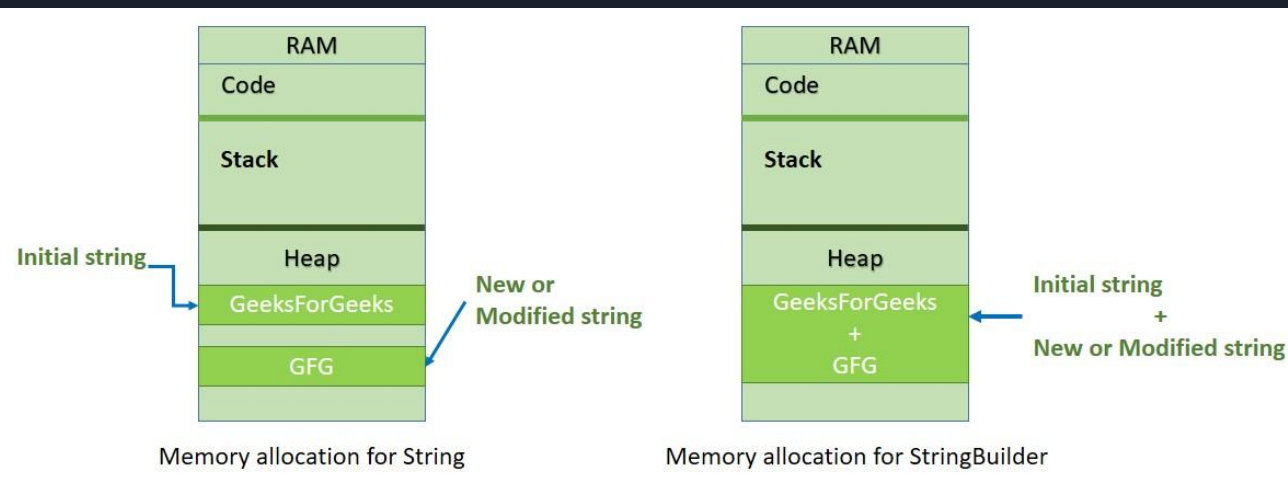 RAM
Code
Stack
Heap
Initial string
GeeksForGeeks
New or
Modified string
GFG
Memory allocation for String
RAM
Code
Stack
Heap
GeeksForGeeks
+
GFG
Initial string
+
New or Modified string
Memory allocation for StringBuilder